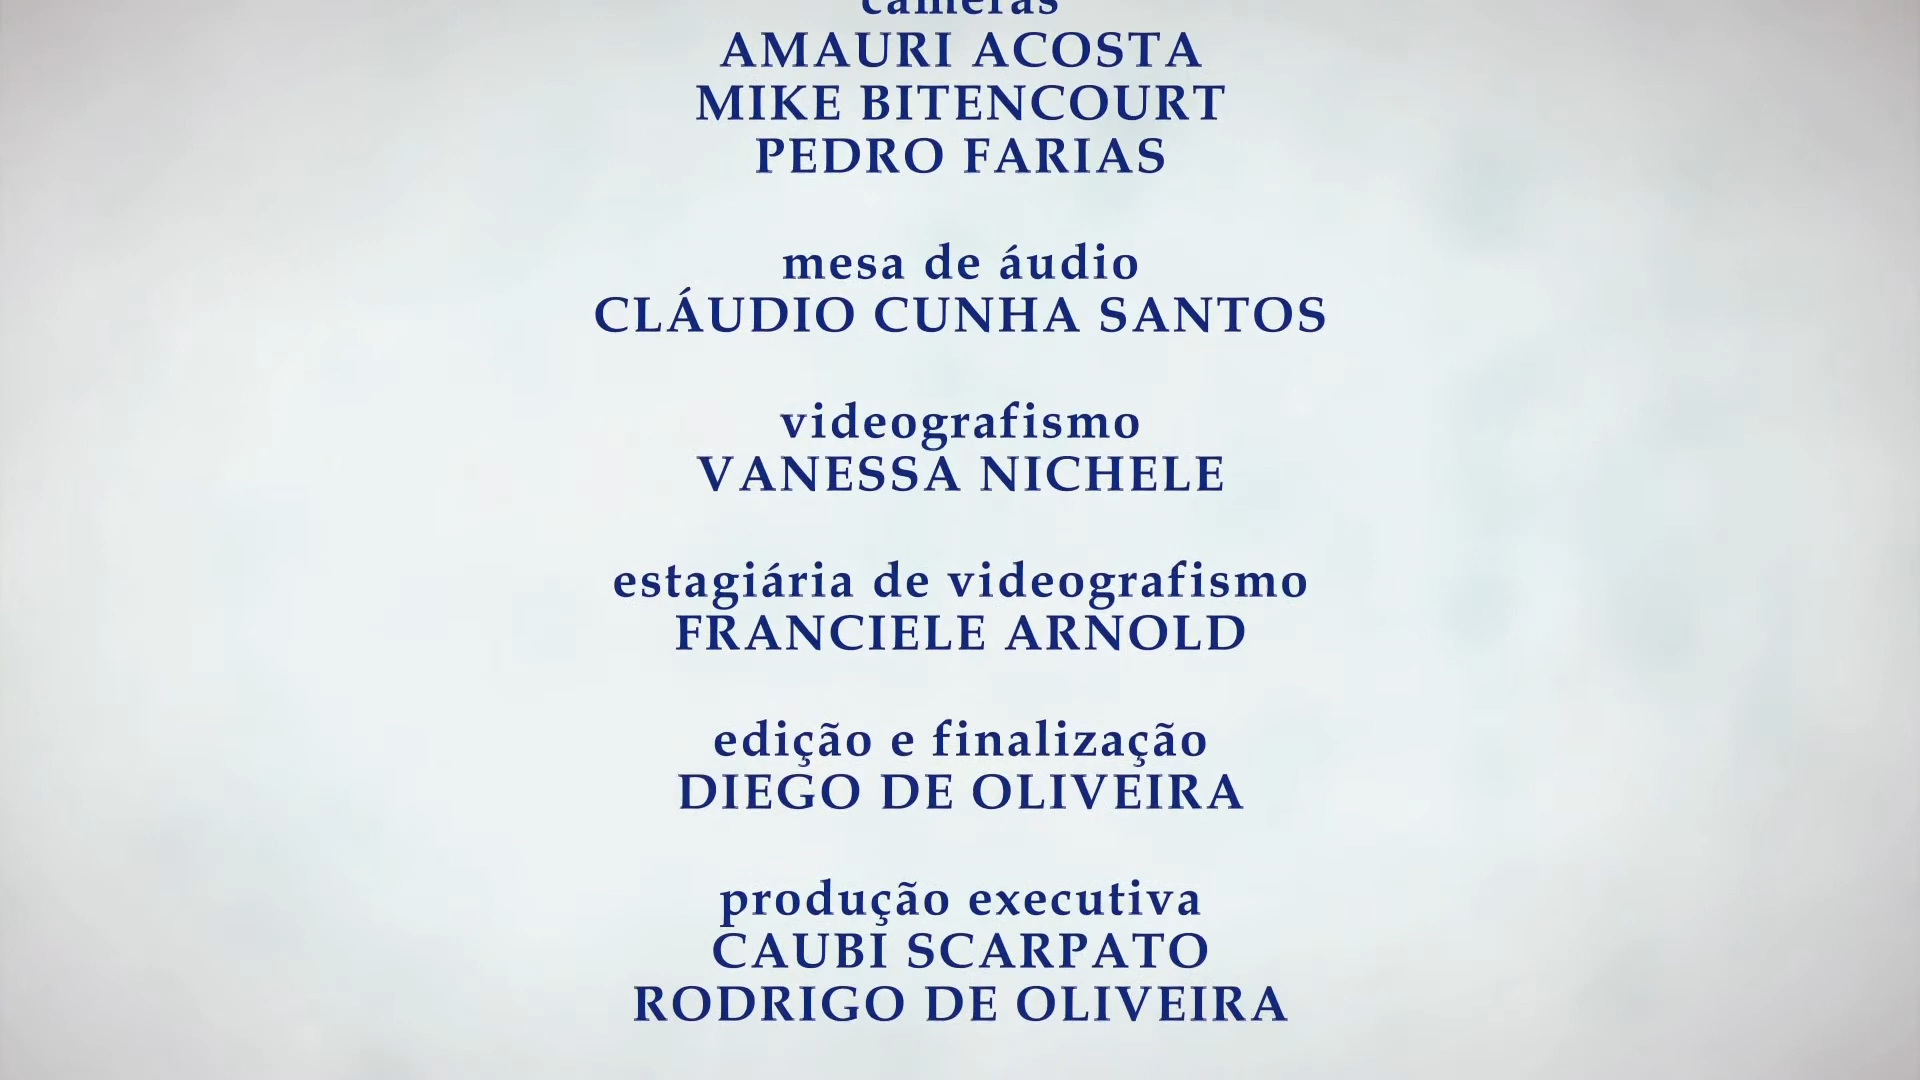 cameras
AMAURI ACOSTA
MIKE BITENCOURT
PEDRO FARIAS
mesa de áudio
CLÁUDIO CUNHA SANTOS
videografismo
VANESSA NICHELE
estagiária de videografismo
FRANCIELE ARNOLD
edição e finalização
DIEGO DE OLIVEIRA
produção executiva
CAUBI SCARPATO
RODRIGO DE OLIVEIRA